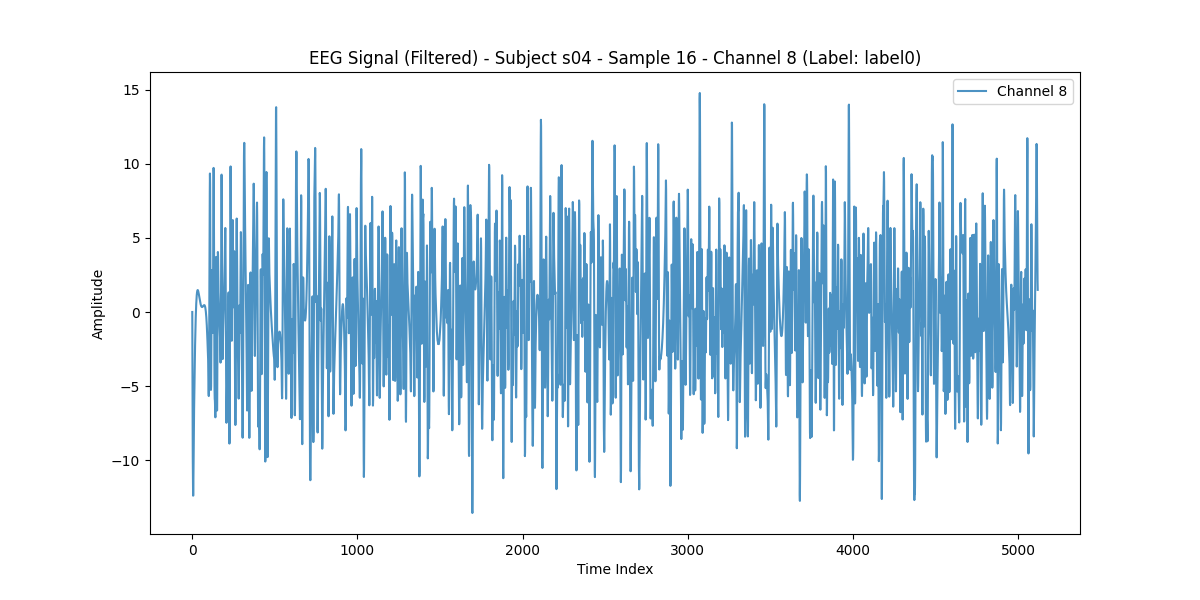 EEG Signal (Filtered) - Subject s04 - Sample 16 - Channel 8 (Label: label0)
Channel 8
Amplitude
15
10
5
0
−5
−10
0 1000 2000 3000 4000 5000
Time Index